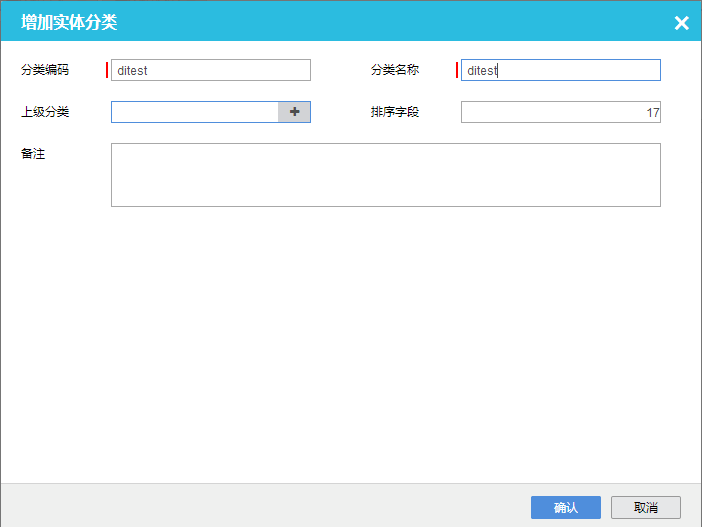 增加实体分类
分类编码 ditest 分类名称 ditest
上级分类 排序字段 17
备注
确认 取消